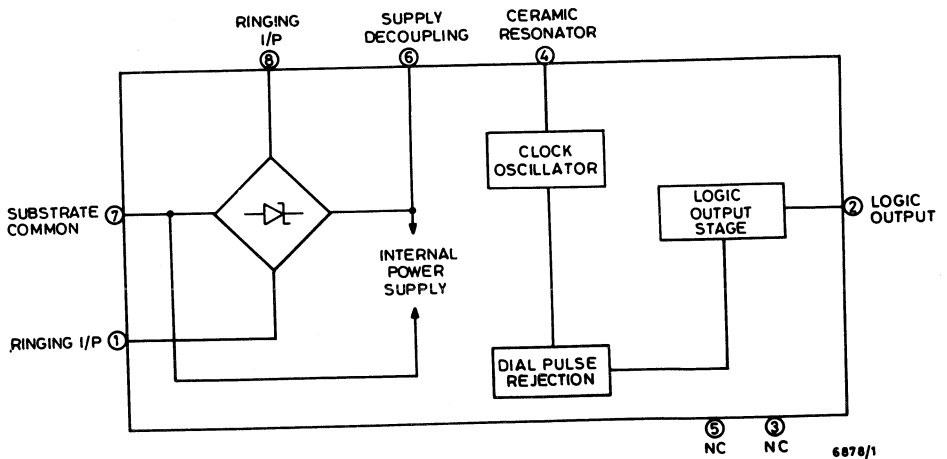 RINGING
I/P
8
SUPPLY
DECOUPLING
6
CERAMIC
RESONATOR
4
CLOCK
OSCILLATOR
SUBSTRATE
COMMON
7
LOGIC
OUTPUT
STAGE
2
LOGIC
OUTPUT
INTERNAL
POWER
SUPPLY
RINGING I/P
1
DIAL PULSE
REJECTION
5
NC
3
NC
6878/1